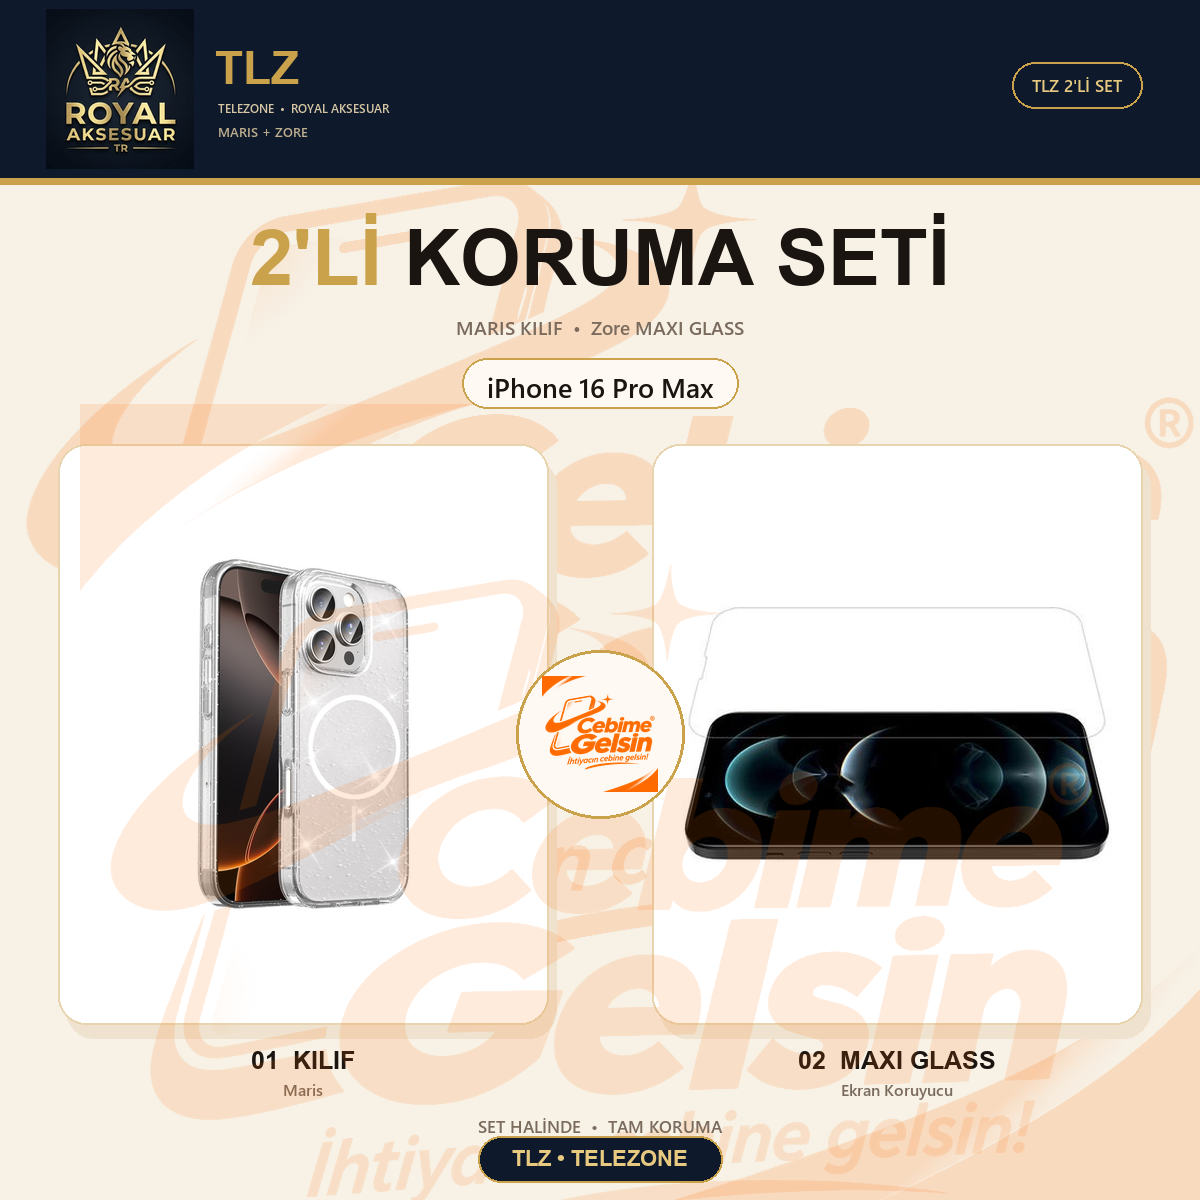 ROYAL
AKSESUAR
TR
TLZ
TELEZONE • ROYAL AKSESUAR
MARIS + ZORE
TLZ 2'Lİ SET
2'Lİ KORUMA SETİ
MARIS KILIF • Zore MAXI GLASS
iPhone 16 Pro Max
Cebime®
Gelsin
İhtiyacın cebine gelsin!
Cebime®
Gelsin
01 KILIF
Maris
02 MAXI GLASS
Ekran Koruyucu
SET HALİNDE • TAM KORUMA
TLZ • TELEZONE